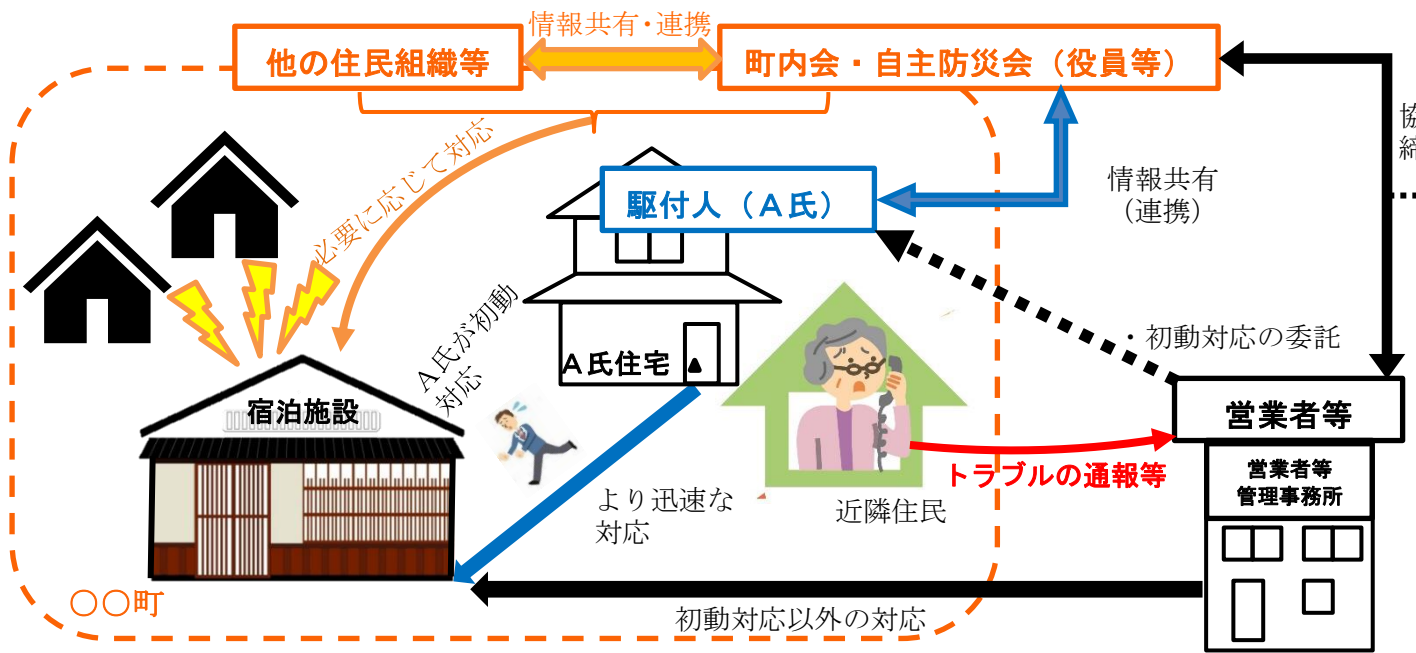 情報共有・連携
他の住民組織等
町内会・自主防災会（役員等）
協
締
必要に応じて対応
駆付人（Ａ氏）
情報共有
（連携）
Ａ氏が初動
対応
Ａ氏住宅
・初動対応の委託
宿泊施設
営業者等
トラブルの通報等
営業者等
管理事務所
より迅速な
対応
近隣住民
〇〇町
初動対応以外の対応